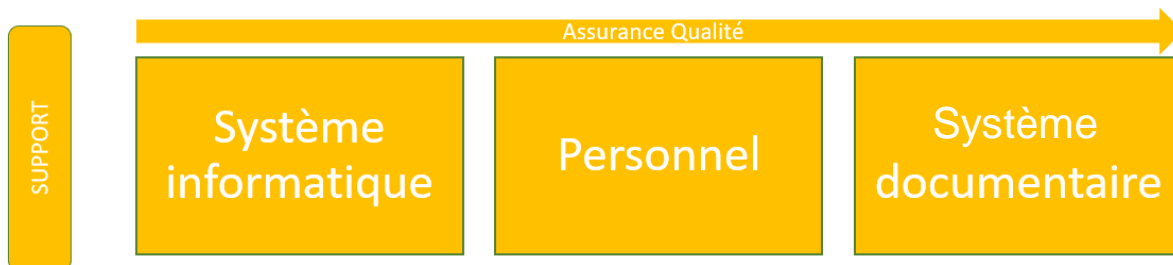 SUPPORT
Assurance Qualité
Système
informatique
Personnel
Système
documentaire